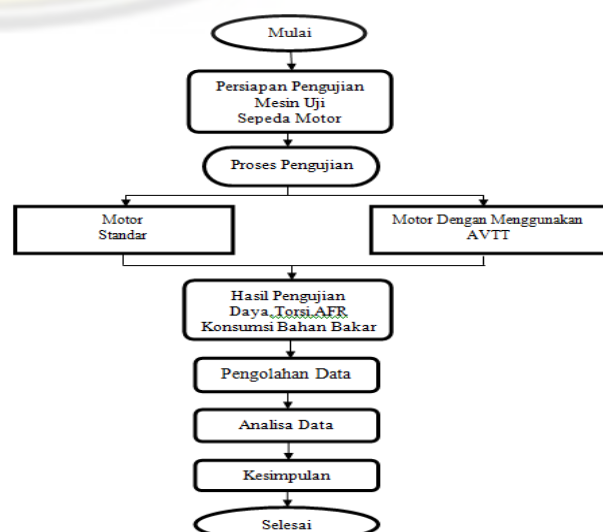 Mulai
Persiapan Pengujian
Mesin Uji
Sepeda Motor
Proses Pengujian
Motor
Standar
Motor Dengan Menggunakan
AVTT
Hasil Pengujian
Daya,Torsi,AFR
Konsumsi Bahan Bakar
Pengolahan Data
Analisa Data
Kesimpulan
Selesai